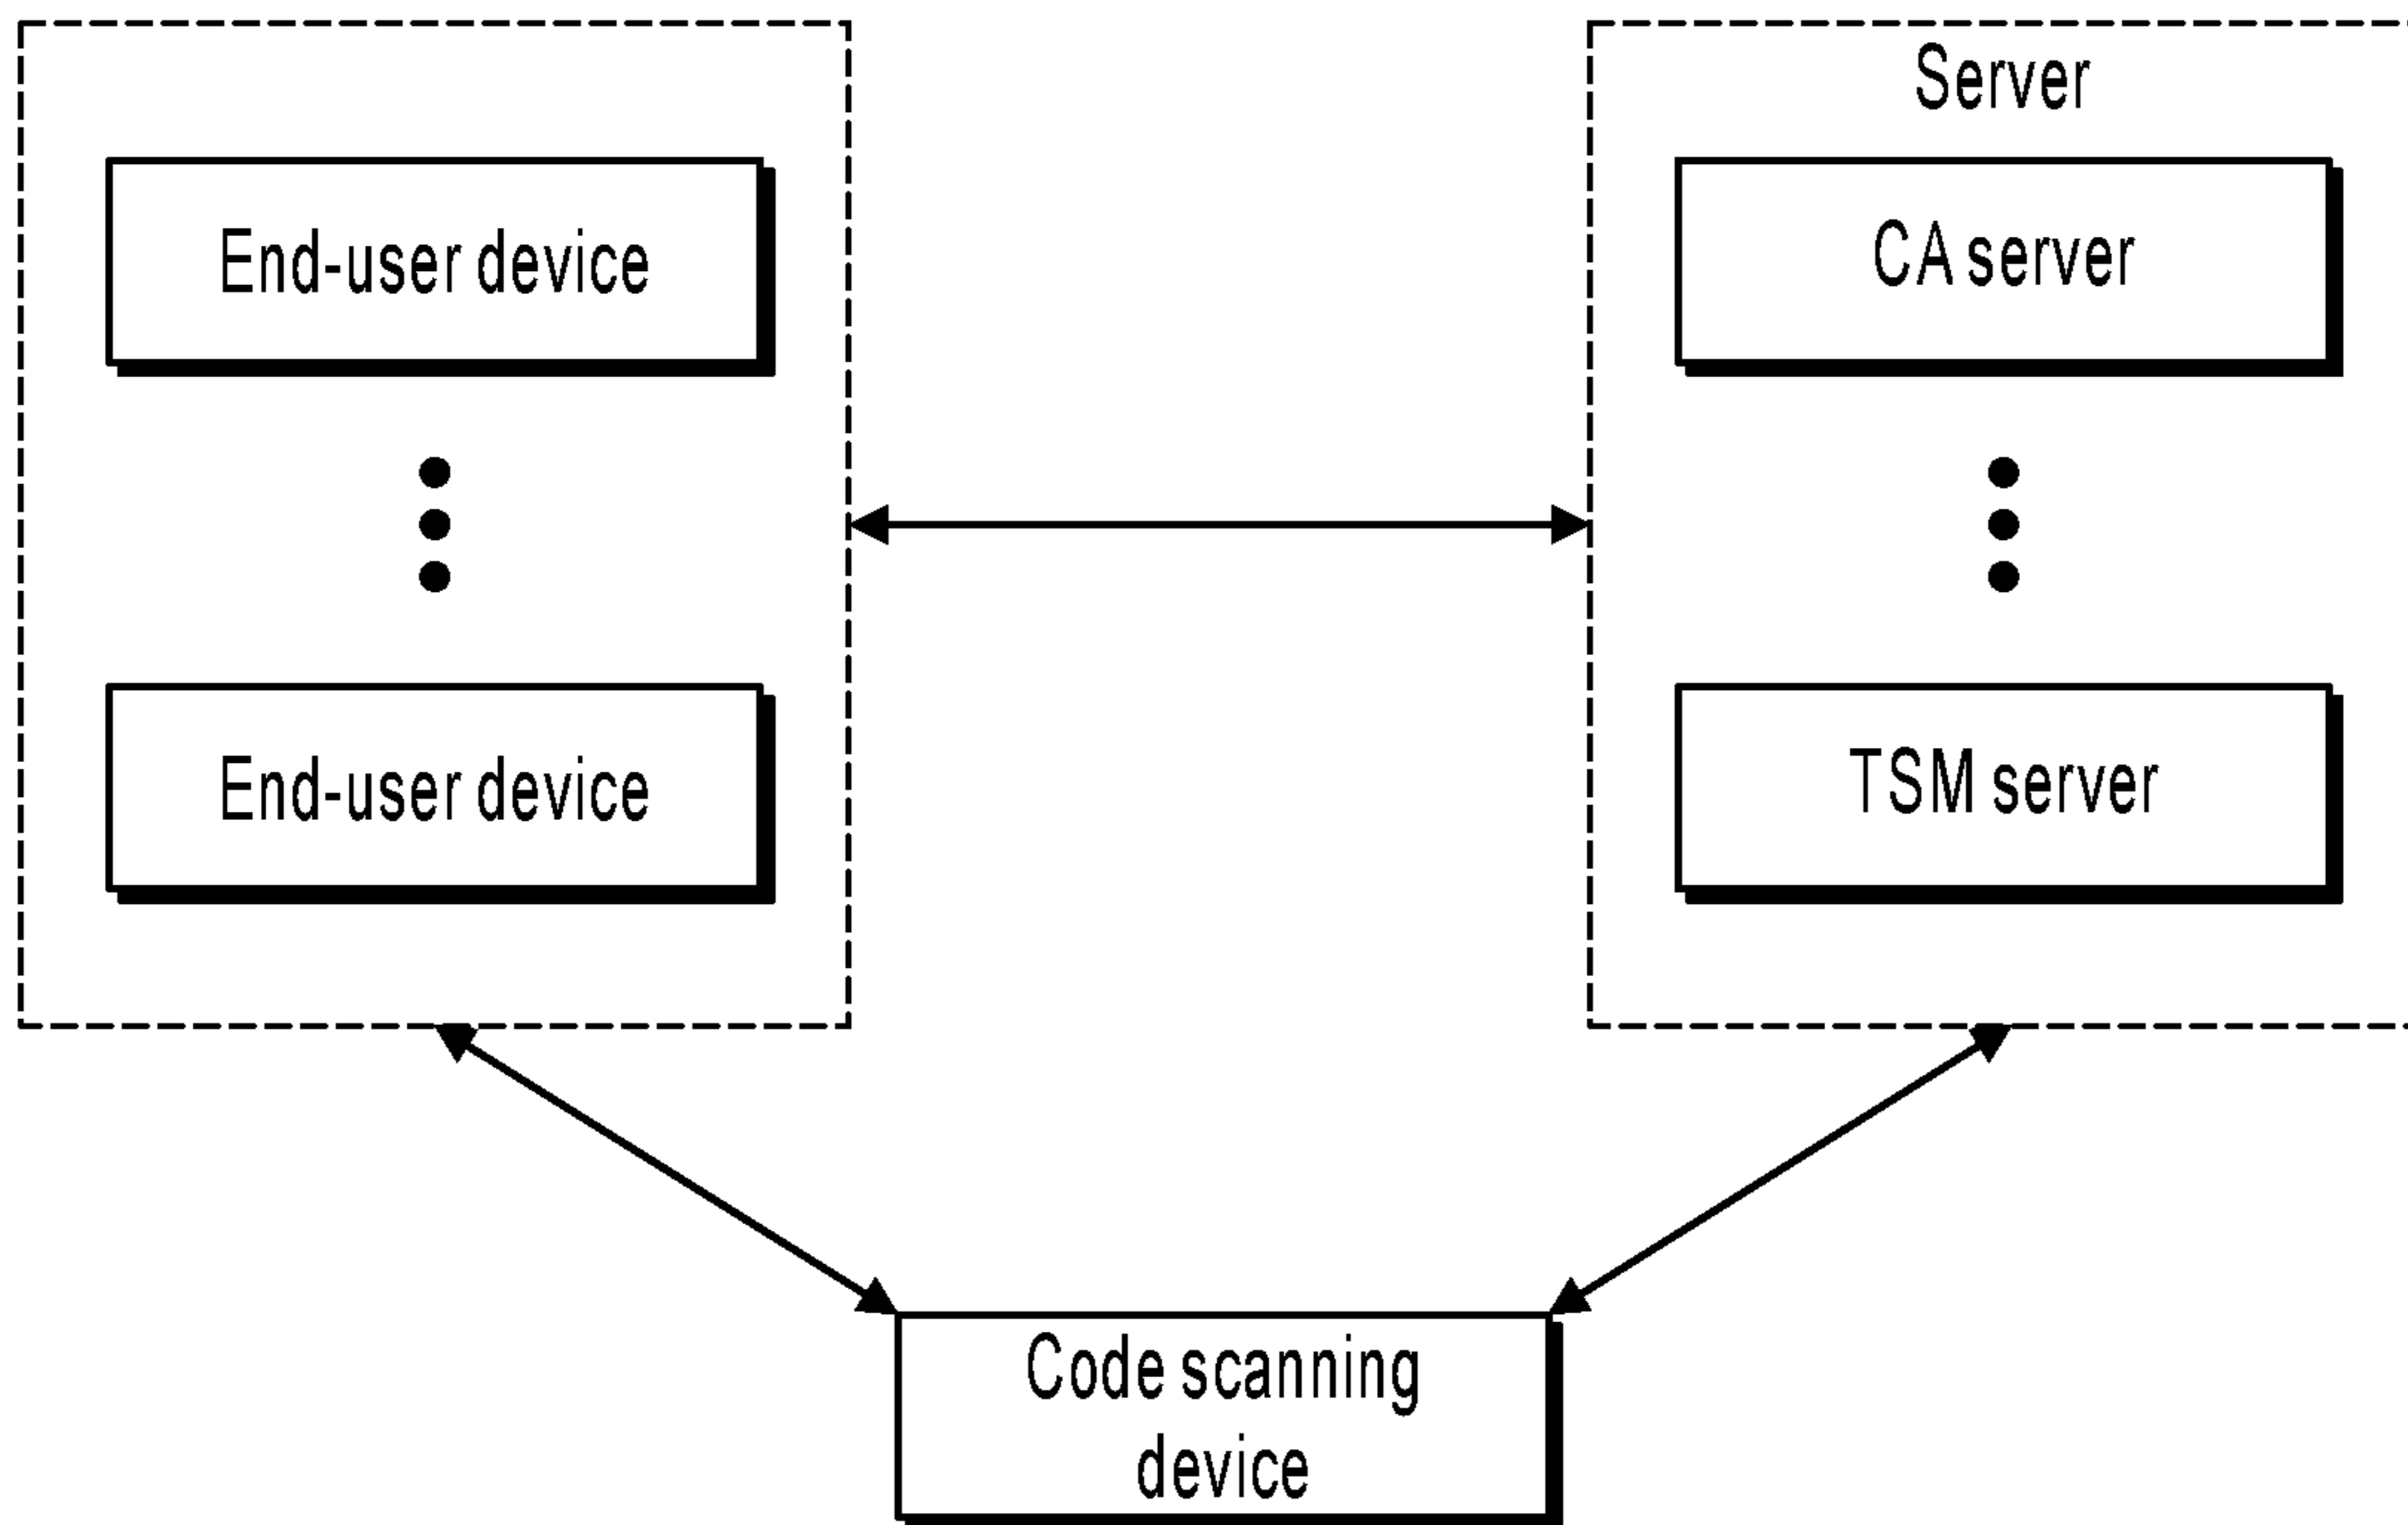 Server
End-user device
CA server
End-user device
TSM server
Code scanning
device